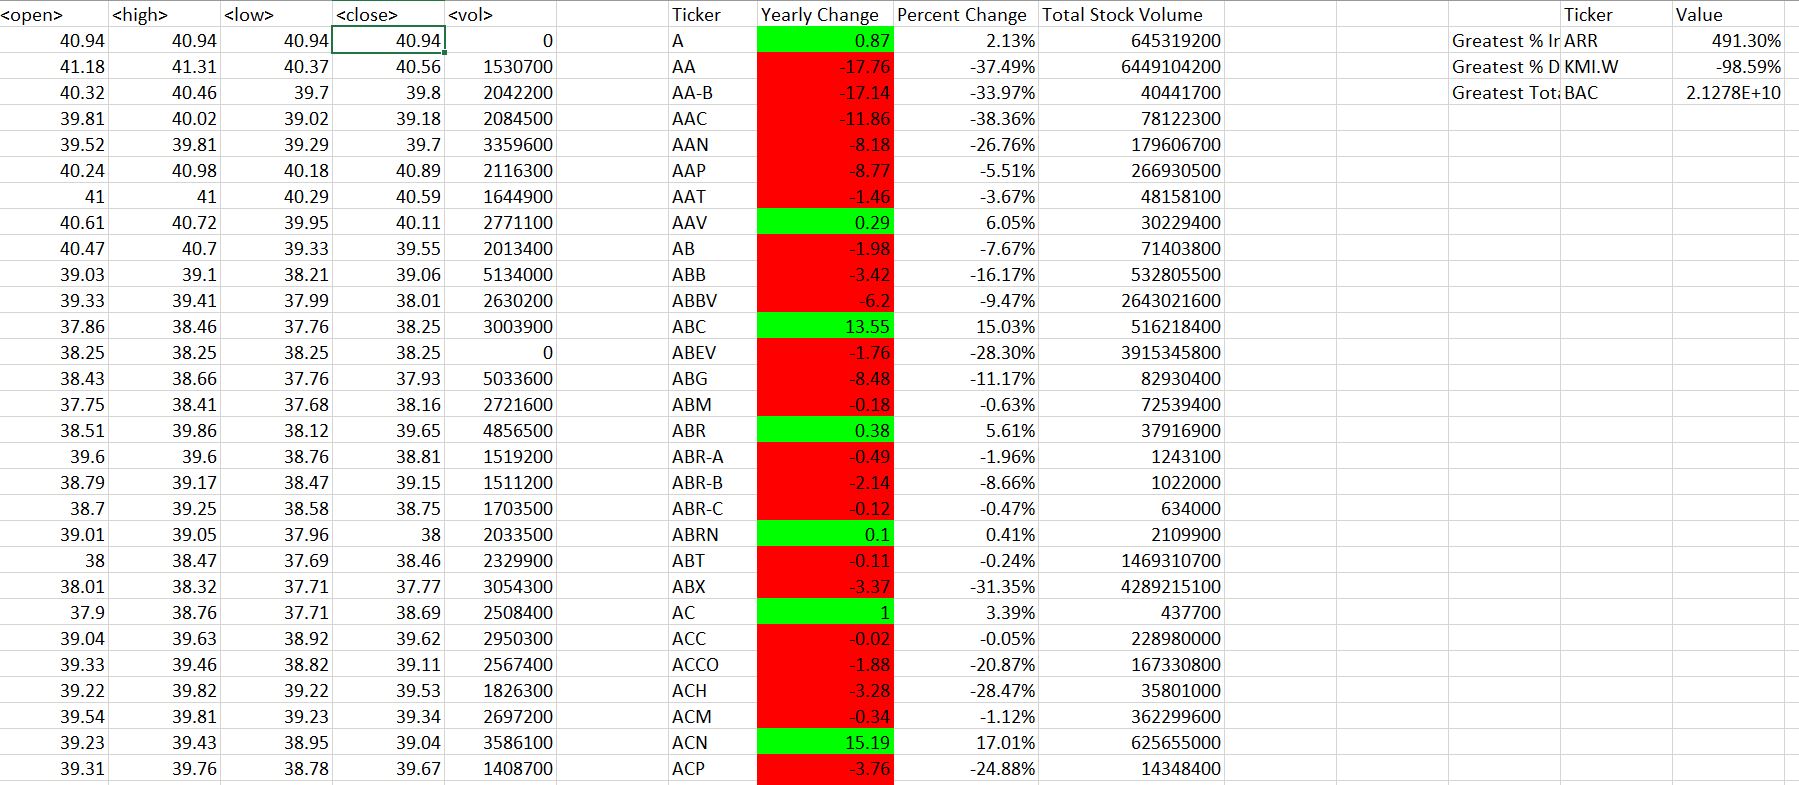 <open> <high> <low> <close> <vol> Ticker Yearly Change Percent Change Total Stock Volume Ticker Value
40.94 40.94 40.94 40.94 0 A 0.87 2.13% 645319200 Greatest % Ir ARR 491.30%
41.18 41.31 40.37 40.56 1530700 AA -17.76 -37.49% 6449104200 Greatest % D KMI.W -98.59%
40.32 40.46 39.7 39.8 2042200 AA-B -17.14 -33.97% 40441700 Greatest Tota BAC 2.1278E+10
39.81 40.02 39.02 39.18 2084500 AAC -11.86 -38.36% 78122300
39.52 39.81 39.29 39.7 3359600 AAN -8.18 -26.76% 179606700
40.24 40.98 40.18 40.89 2116300 AAP -8.77 -5.51% 266930500
41 41 40.29 40.59 1644900 AAT -1.46 -3.67% 48158100
40.61 40.72 39.95 40.11 2771100 AAV 0.29 6.05% 30229400
40.47 40.7 39.33 39.55 2013400 AB -1.98 -7.67% 71403800
39.03 39.1 38.21 39.06 5134000 ABB -3.42 -16.17% 532805500
39.33 39.41 37.99 38.01 2630200 ABBV -6.2 -9.47% 2643021600
37.86 38.46 37.76 38.25 3003900 ABC 13.55 15.03% 516218400
38.25 38.25 38.25 38.25 0 ABEV -1.76 -28.30% 3915345800
38.43 38.66 37.76 37.93 5033600 ABG -8.48 -11.17% 82930400
37.75 38.41 37.68 38.16 2721600 ABM -0.18 -0.63% 72539400
38.51 39.86 38.12 39.65 4856500 ABR 0.38 5.61% 37916900
39.6 39.6 38.76 38.81 1519200 ABR-A -0.49 -1.96% 1243100
38.79 39.17 38.47 39.15 1511200 ABR-B -2.14 -8.66% 1022000
38.7 39.25 38.58 38.75 1703500 ABR-C -0.12 -0.47% 634000
39.01 39.05 37.96 38 2033500 ABRN 0.1 0.41% 2109900
38 38.47 37.69 38.46 2329900 ABT -0.11 -0.24% 1469310700
38.01 38.32 37.71 37.77 3054300 ABX -3.37 -31.35% 4289215100
37.9 38.76 37.71 38.69 2508400 AC 1 3.39% 437700
39.04 39.63 38.92 39.62 2950300 ACC -0.02 -0.05% 228980000
39.33 39.46 38.82 39.11 2567400 ACCO -1.88 -20.87% 167330800
39.22 39.82 39.22 39.53 1826300 ACH -3.28 -28.47% 35801000
39.54 39.81 39.23 39.34 2697200 ACM -0.34 -1.12% 362299600
39.23 39.43 38.95 39.04 3586100 ACN 15.19 17.01% 625655000
39.31 39.76 38.78 39.67 1408700 ACP -3.76 -24.88% 14348400